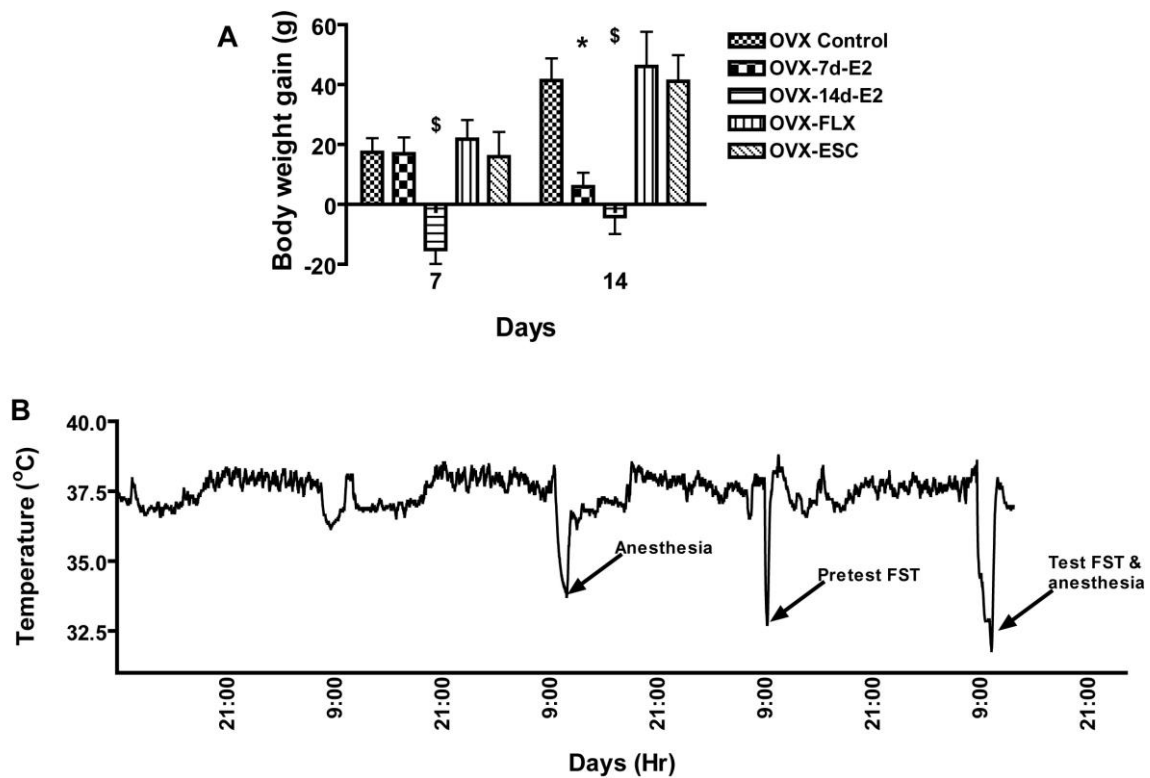 A
Body weight gain (g)
60
40
20
0
-20
*
$
$
7
14
Days
OVX Control
OVX-7d-E2
OVX-14d-E2
OVX-FLX
OVX-ESC
B
Temperature (°C)
40.0
37.5
35.0
32.5
Anesthesia
Pretest FST
Test FST &
anesthesia
21:00
9:00
21:00
9:00
21:00
9:00
21:00
9:00
21:00
Days (Hr)